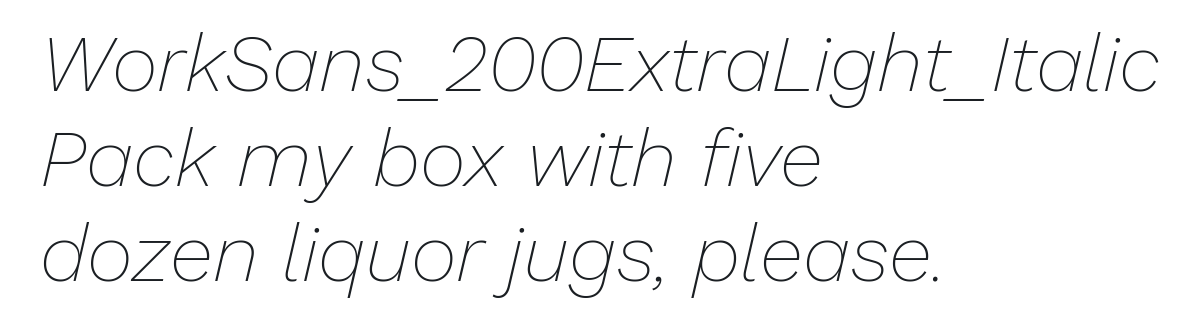 WorkSans_200ExtraLight_Italic
Pack my box with five
dozen liquor jugs, please.